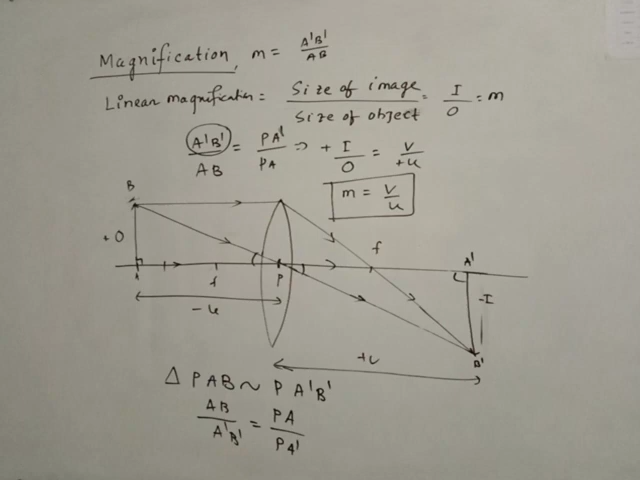 Magnification, m = A'B'/AB
Linear magnification = Size of image / Size of object = I/O = m
A'B'/AB = PA'/PA => + I/O = V/+u
m = V/u
B
+O
A
f
P
f
A'
-I
B'
-u
+v
Δ PAB ~ PA'B'
AB/A'B' = PA/PA'